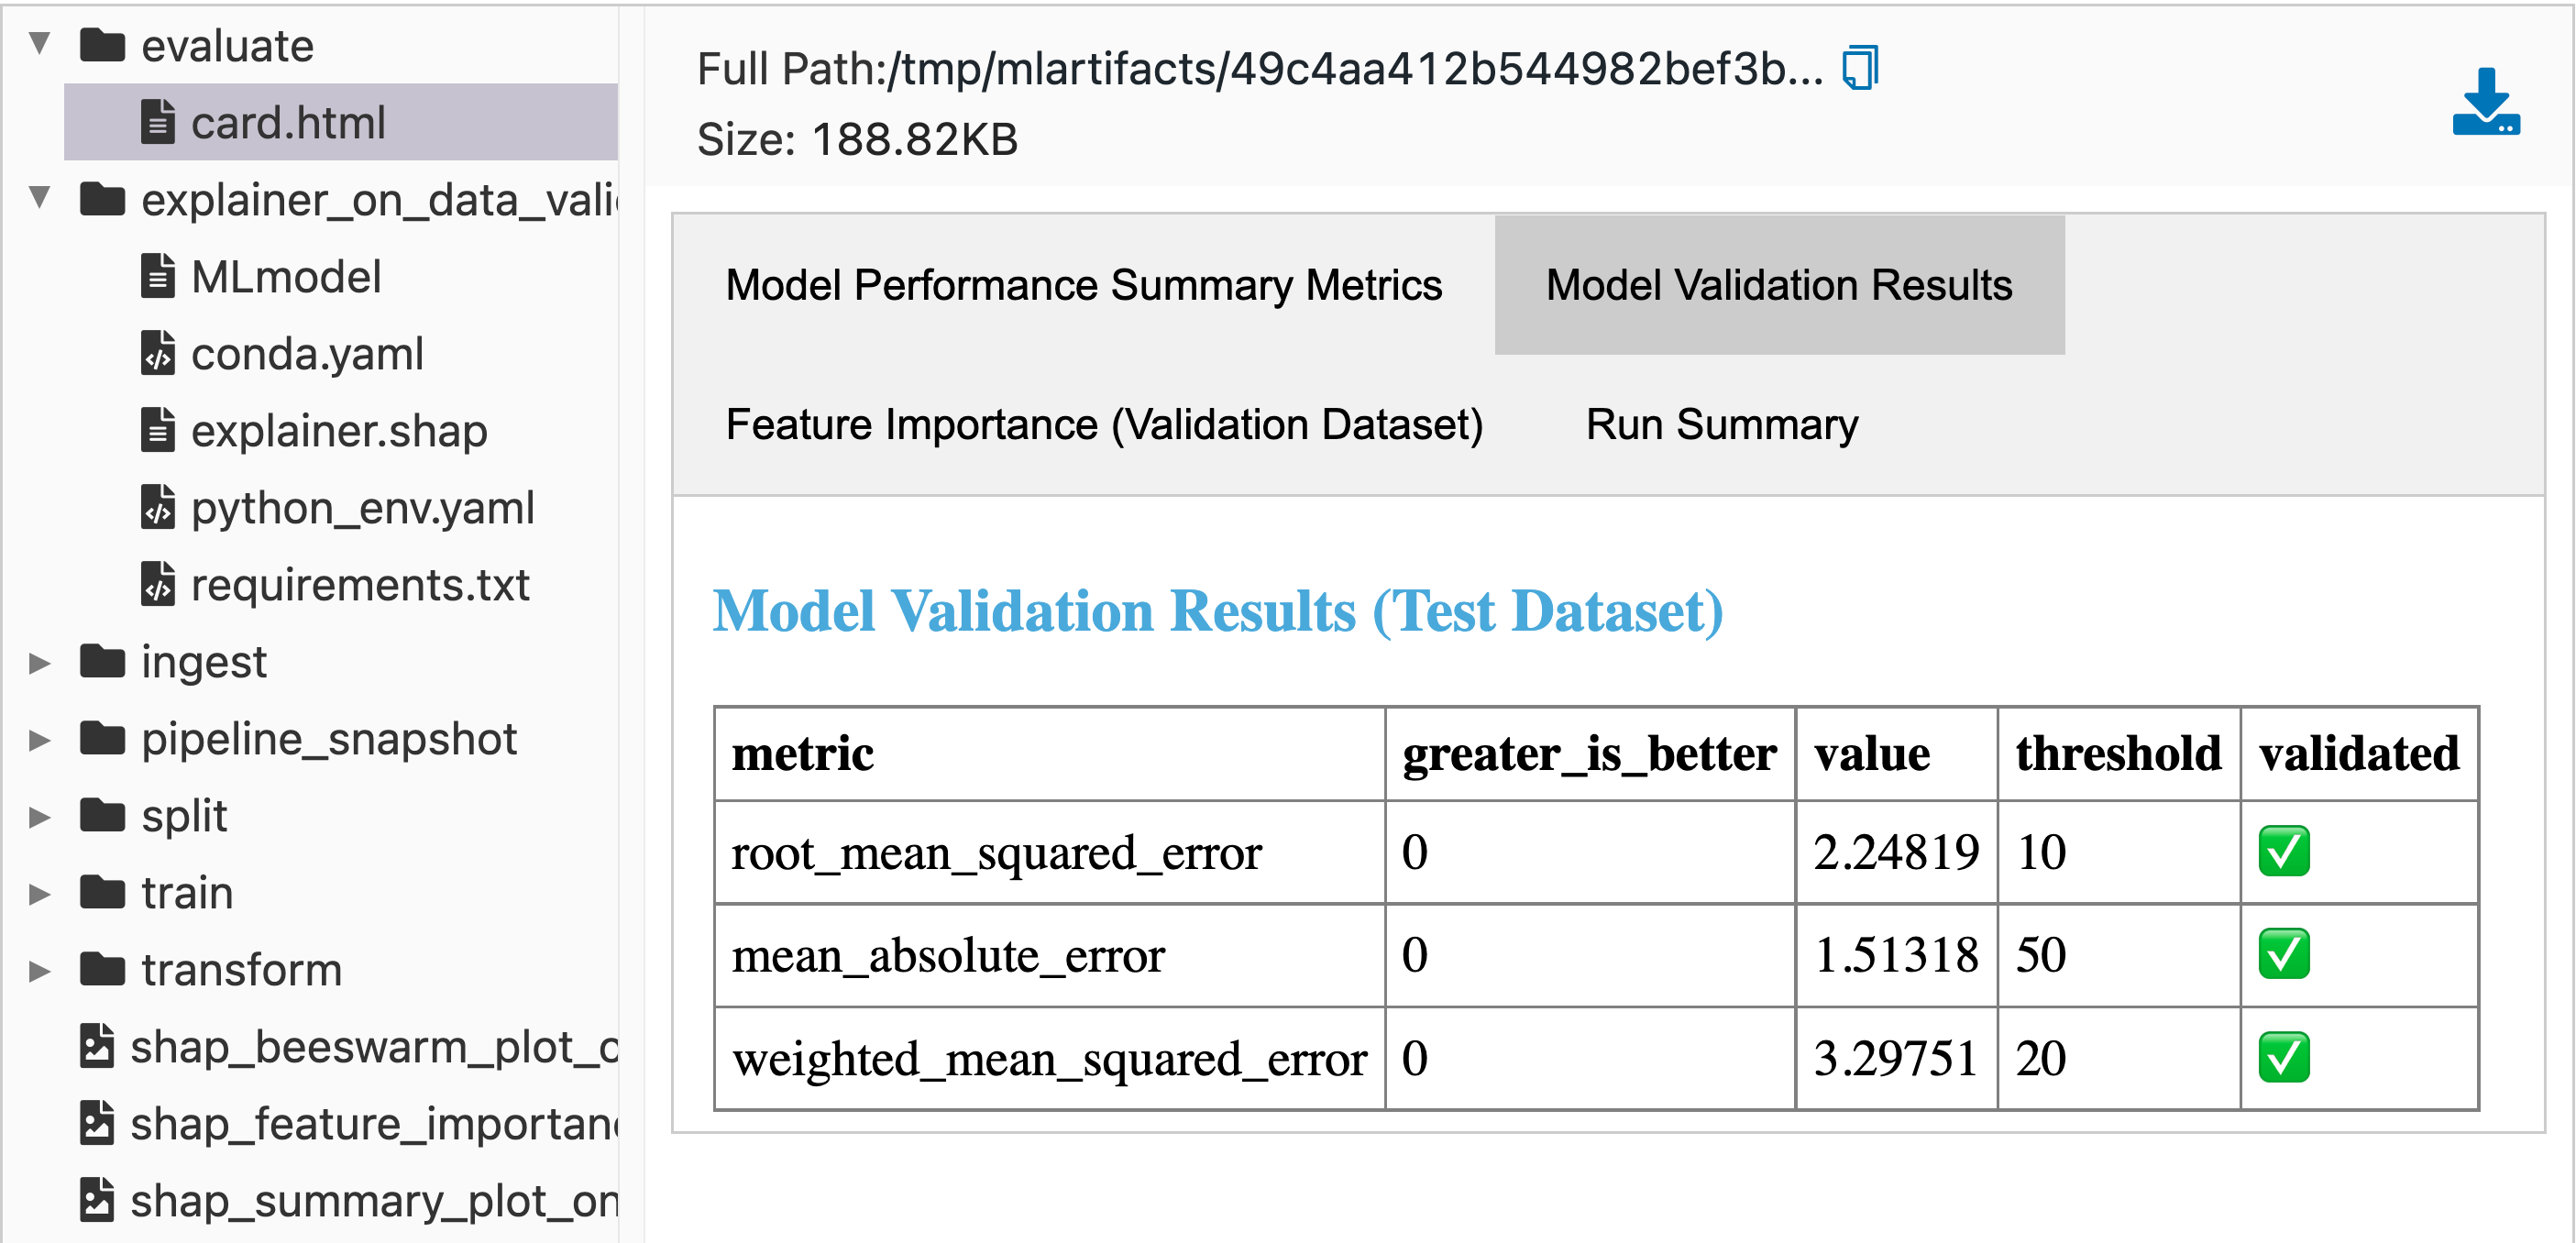 evaluate
card.html
explainer_on_data_vali
MLmodel
conda.yaml
explainer.shap
python_env.yaml
requirements.txt
ingest
pipeline_snapshot
split
train
transform
shap_beeswarm_plot_o
shap_feature_importan
shap_summary_plot_on
Full Path:/tmp/mlartifacts/49c4aa412b544982bef3b...
Size: 188.82KB
Model Performance Summary Metrics Model Validation Results
Feature Importance (Validation Dataset) Run Summary
Model Validation Results (Test Dataset)
metric greater_is_better value threshold validated
root_mean_squared_error 0 2.24819 10 ✅
mean_absolute_error 0 1.51318 50 ✅
weighted_mean_squared_error 0 3.29751 20 ✅